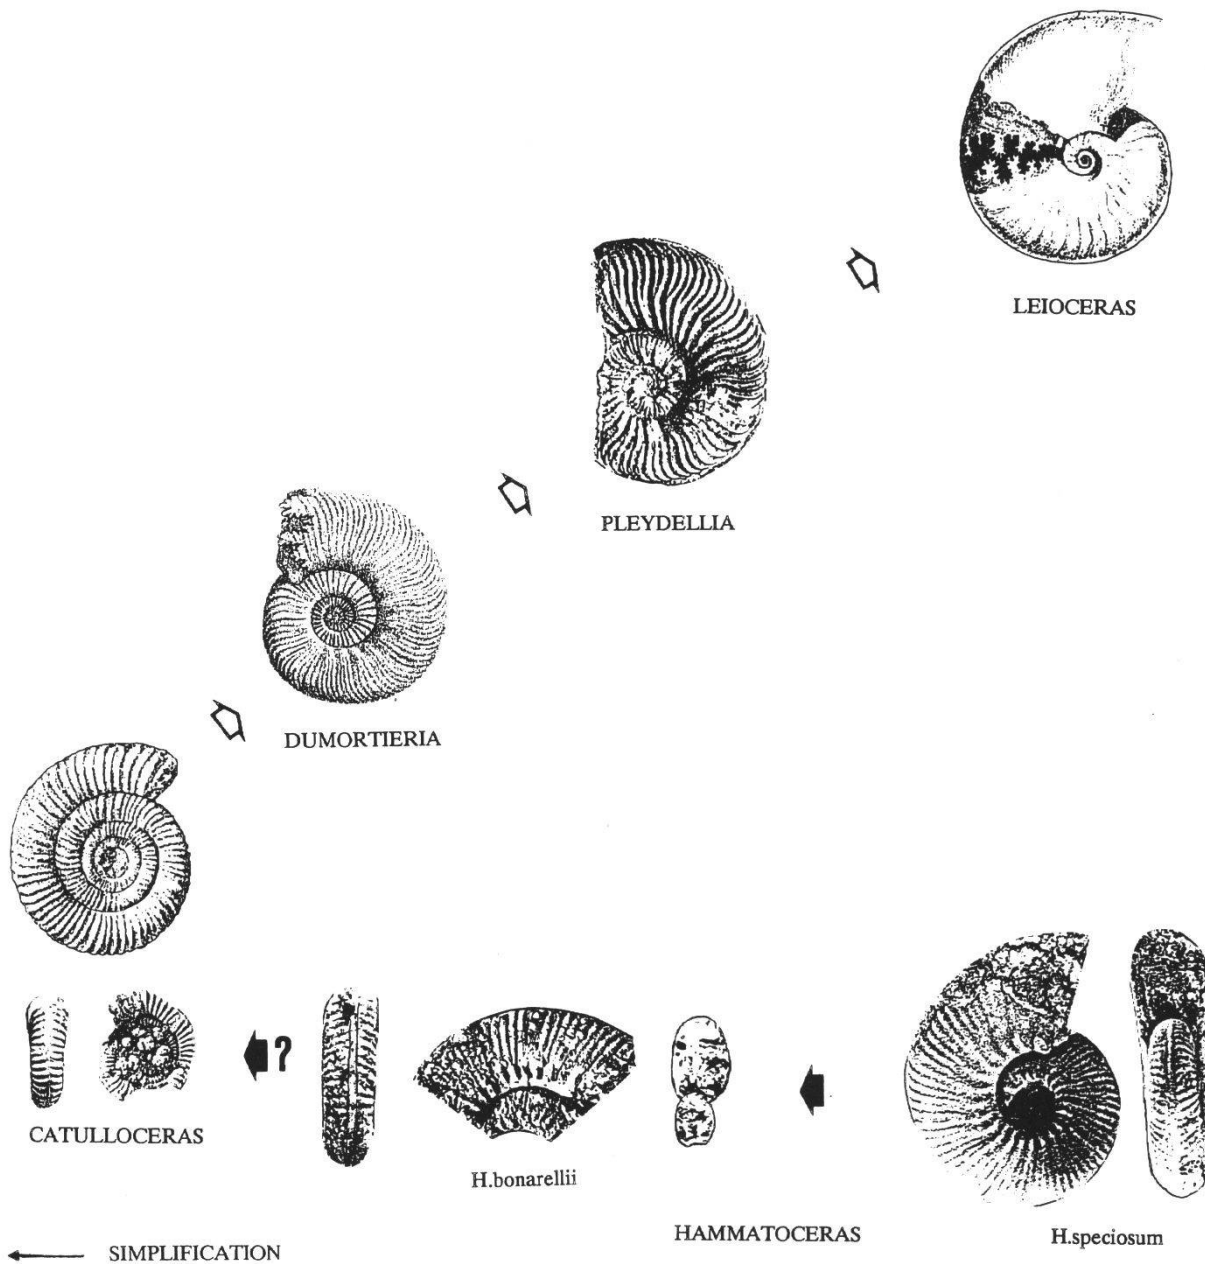 LEIOCERAS
PLEYDELLIA
DUMORTIERIA
?
CATULLOCERAS
H.bonarellii
HAMMATOCERAS
H.speciosum
SIMPLIFICATION